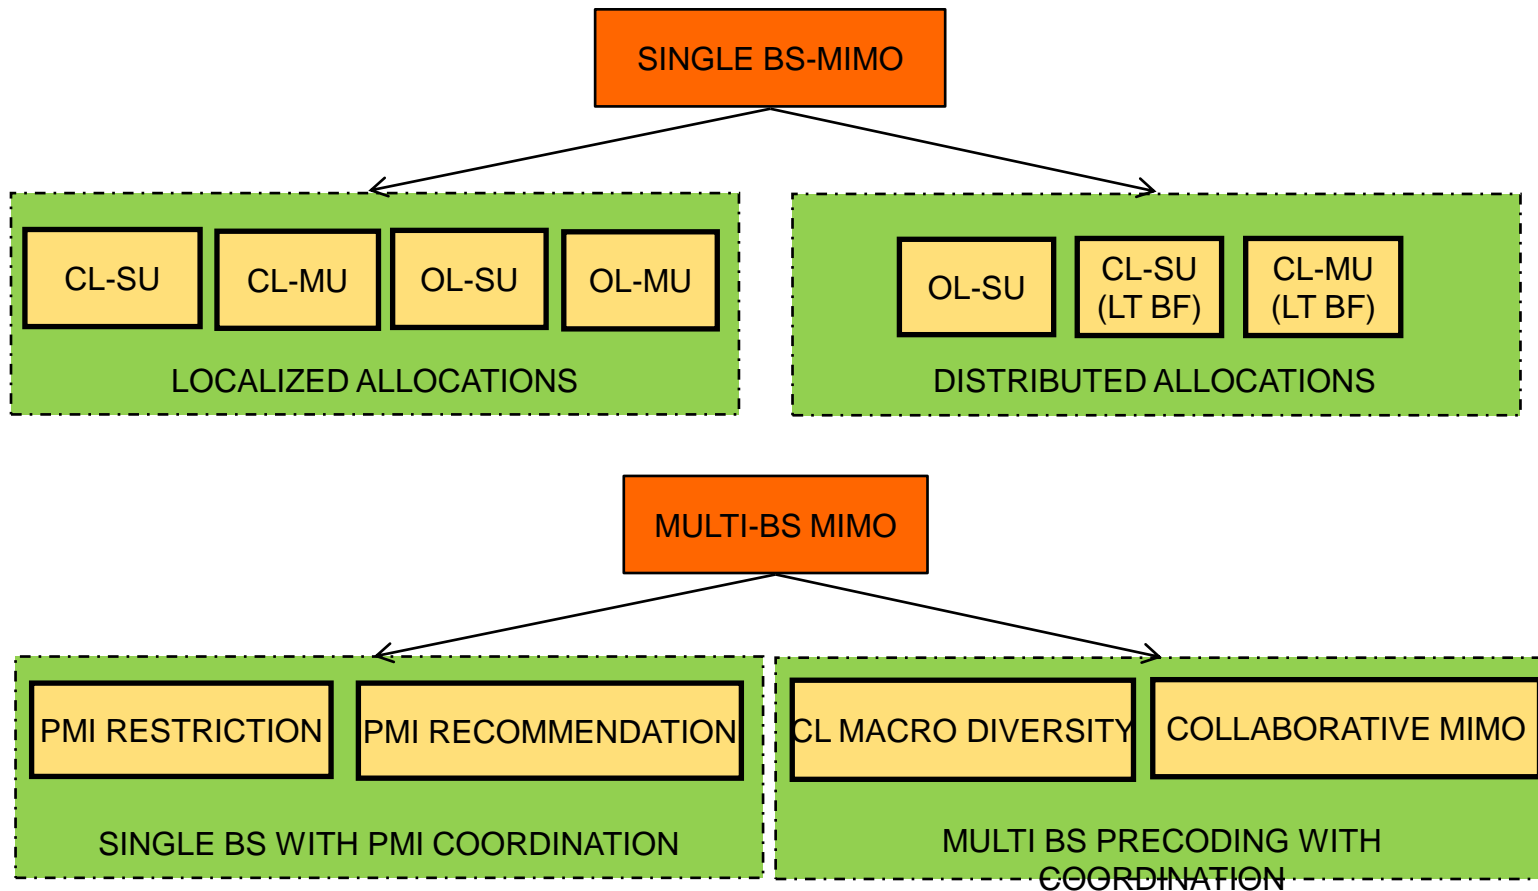 SINGLE BS-MIMO
CL-SU
CL-MU
OL-SU
OL-MU
LOCALIZED ALLOCATIONS
OL-SU
CL-SU
(LT BF)
CL-MU
(LT BF)
DISTRIBUTED ALLOCATIONS
MULTI-BS MIMO
PMI RESTRICTION
PMI RECOMMENDATION
SINGLE BS WITH PMI COORDINATION
CL MACRO DIVERSITY
COLLABORATIVE MIMO
MULTI BS PRECODING WITH
COORDINATION